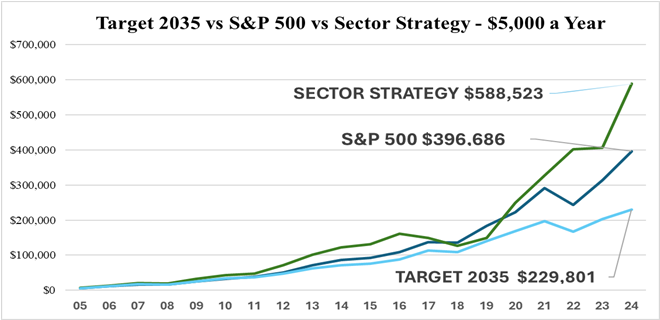 Target 2035 vs S&P 500 vs Sector Strategy - $5,000 a Year
$700,000
$600,000
SECTOR STRATEGY $588,523
$500,000
S&P 500 $396,686
$400,000
$300,000
$200,000
$100,000
TARGET 2035 $229,801
$0
05 06 07 08 09 10 11 12 13 14 15 16 17 18 19 20 21 22 23 24